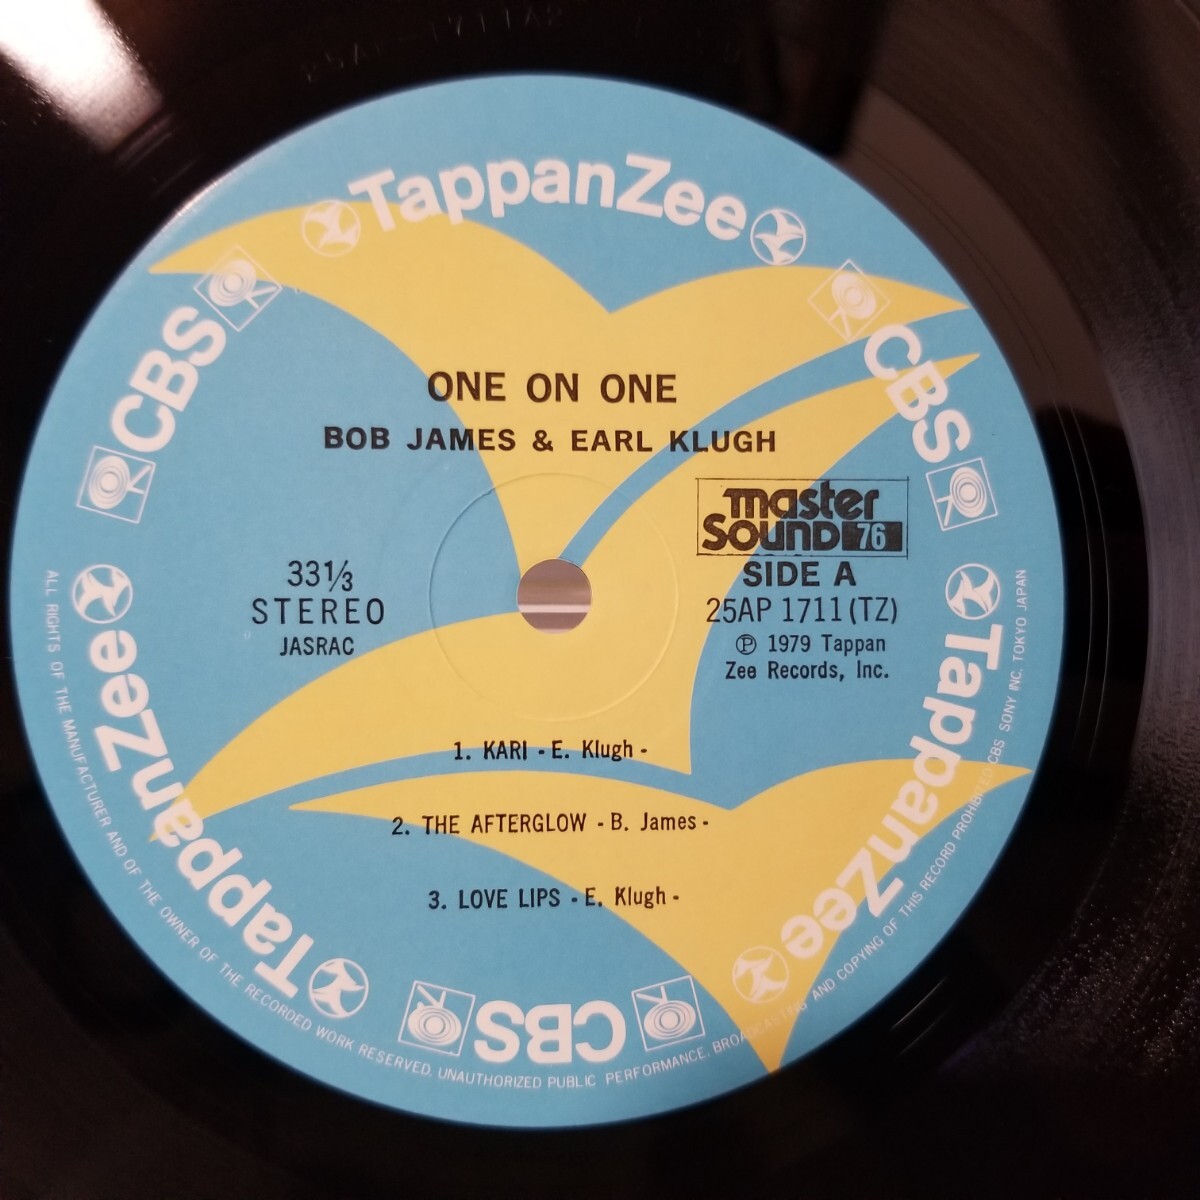 TappanZee
CBS
CBS
ONE ON ONE
BOB JAMES & EARL KLUGH
master
Sound 76
SIDE A
33⅓
STEREO
JASRAC
25AP 1711(TZ)
Ⓟ 1979 Tappan
Zee Records, Inc.
1. KARI - E. Klugh -
2. THE AFTERGLOW - B. James -
3. LOVE LIPS - E. Klugh -
TappanZee
TappanZee
CBS
ALL RIGHTS OF THE MANUFACTURER AND OF THE OWNER OF THE RECORDED WORK RESERVED. UNAUTHORIZED PUBLIC PERFORMANCE. BROADCASTING AND COPYING OF THIS RECORD PROHIBITED CBS SONY INC. TOKYO JAPAN